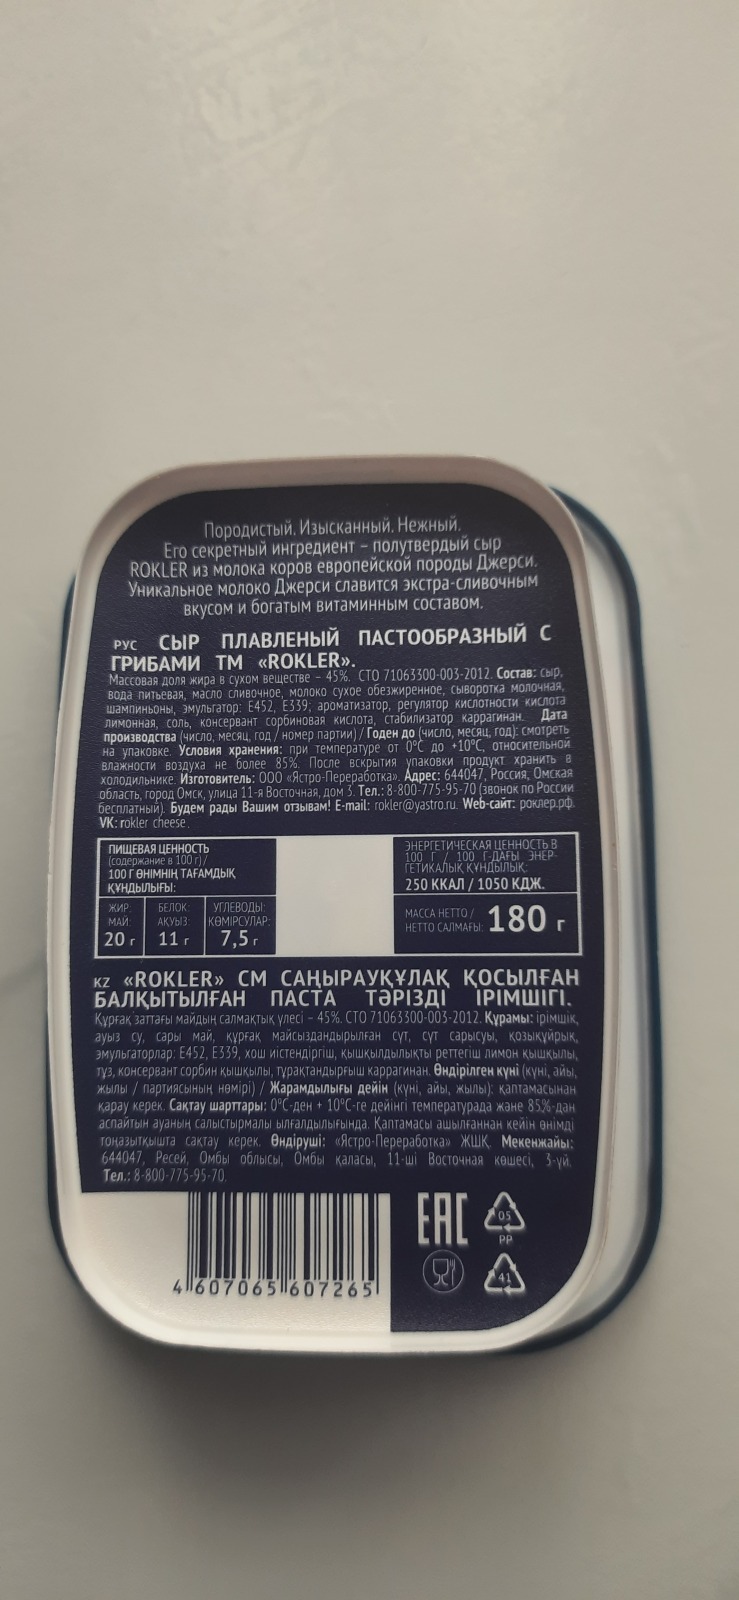 Породистый. Изысканный. Нежный.
Его секретный ингредиент – полутвердый сыр
ROKLER из молока коров европейской породы Джерси.
Уникальное молоко Джерси славится экстра-сливочным
вкусом и богатым витаминным составом.
РУС СЫР ПЛАВЛЕНЫЙ ПАСТООБРАЗНЫЙ С
ГРИБАМИ ТМ «ROKLER».
Массовая доля жира в сухом веществе – 45%. СТО 71063300-003-2012. Состав: сыр,
вода питьевая, масло сливочное, молоко сухое обезжиренное, сыворотка молочная,
шампиньоны, эмульгатор: Е452, Е339; ароматизатор, регулятор кислотности кислота
лимонная, соль, консервант сорбиновая кислота, стабилизатор каррагинан. Дата
производства (число, месяц, год / номер партии) / Годен до (число, месяц, год): смотреть
на упаковке. Условия хранения: при температуре от 0°С до +10°С, относительной
влажности воздуха не более 85%. После вскрытия упаковки продукт хранить в
холодильнике. Изготовитель: ООО «Ястро-Переработка». Адрес: 644047, Россия, Омская
область, город Омск, улица 11-я Восточная, дом 3. Тел.: 8-800-775-95-70 (звонок по России
бесплатный). Будем рады Вашим отзывам! E-mail: rokler@yastro.ru. Web-сайт: роклер.рф.
VK: rokler cheese.
ПИЩЕВАЯ ЦЕННОСТЬ
(содержание в 100 г) /
100 Г ӨНІМНІҢ ТАҒАМДЫҚ
ҚҰНДЫЛЫҒЫ:
ЖИР: БЕЛОК: УГЛЕВОДЫ:
МАЙ: АҚУЫЗ: КӨМІРСУЛАР:
20 г 11 г 7,5 г
ЭНЕРГЕТИЧЕСКАЯ ЦЕННОСТЬ В
100 Г / 100 Г-ДАҒЫ ЭНЕР-
ГЕТИКАЛЫҚ ҚҰНДЫЛЫҚ:
250 ККАЛ / 1050 КДЖ.
МАССА НЕТТО /
НЕТТО САЛМАҒЫ: 180 г
KZ «ROKLER» СМ САҢЫРАУҚҰЛАҚ ҚОСЫЛҒАН
БАЛҚЫТЫЛҒАН ПАСТА ТӘРІЗДІ ІРІМШІГІ.
Құрғақ заттағы майдың салмақтық үлесі – 45%. СТО 71063300-003-2012. Құрамы: ірімшік,
ауыз су, сары май, құрғақ майсыздандырылған сүт, сүт сарысуы, қозықұйрық,
эмульгаторлар: Е452, Е339, хош иістендіргіш, қышқылдылықты реттегіш лимон қышқылы,
тұз, консервант сорбин қышқылы, тұрақтандырғыш каррагинан. Өндірілген күні (күні, айы,
жылы / партиясының нөмірі) / Жарамдылығы дейін (күні, айы, жылы): қаптамасынан
қарау керек. Сақтау шарттары: 0°С-ден + 10°С-ге дейінгі температурада және 85%-дан
аспайтын ауаның салыстырмалы ылғалдылығында. Қаптамасы ашылғаннан кейін өнімді
тоңазытқышта сақтау керек. Өндіруші: «Ястро-Переработка» ЖШҚ. Мекенжайы:
644047, Ресей, Омбы облысы, Омбы қаласы, 11-ші Восточная көшесі, 3-үй.
Тел.: 8-800-775-95-70.
EAC
05
PP
41
4 607065 607265